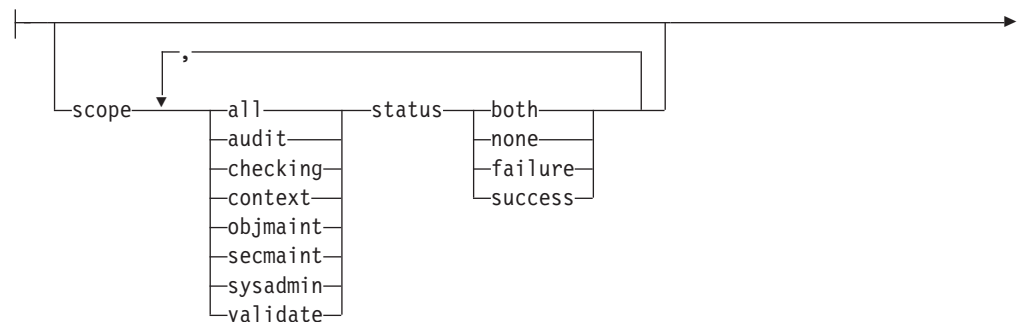 ,
scope all status both
audit none
checking failure
context success
objmaint
secmaint
sysadmin
validate